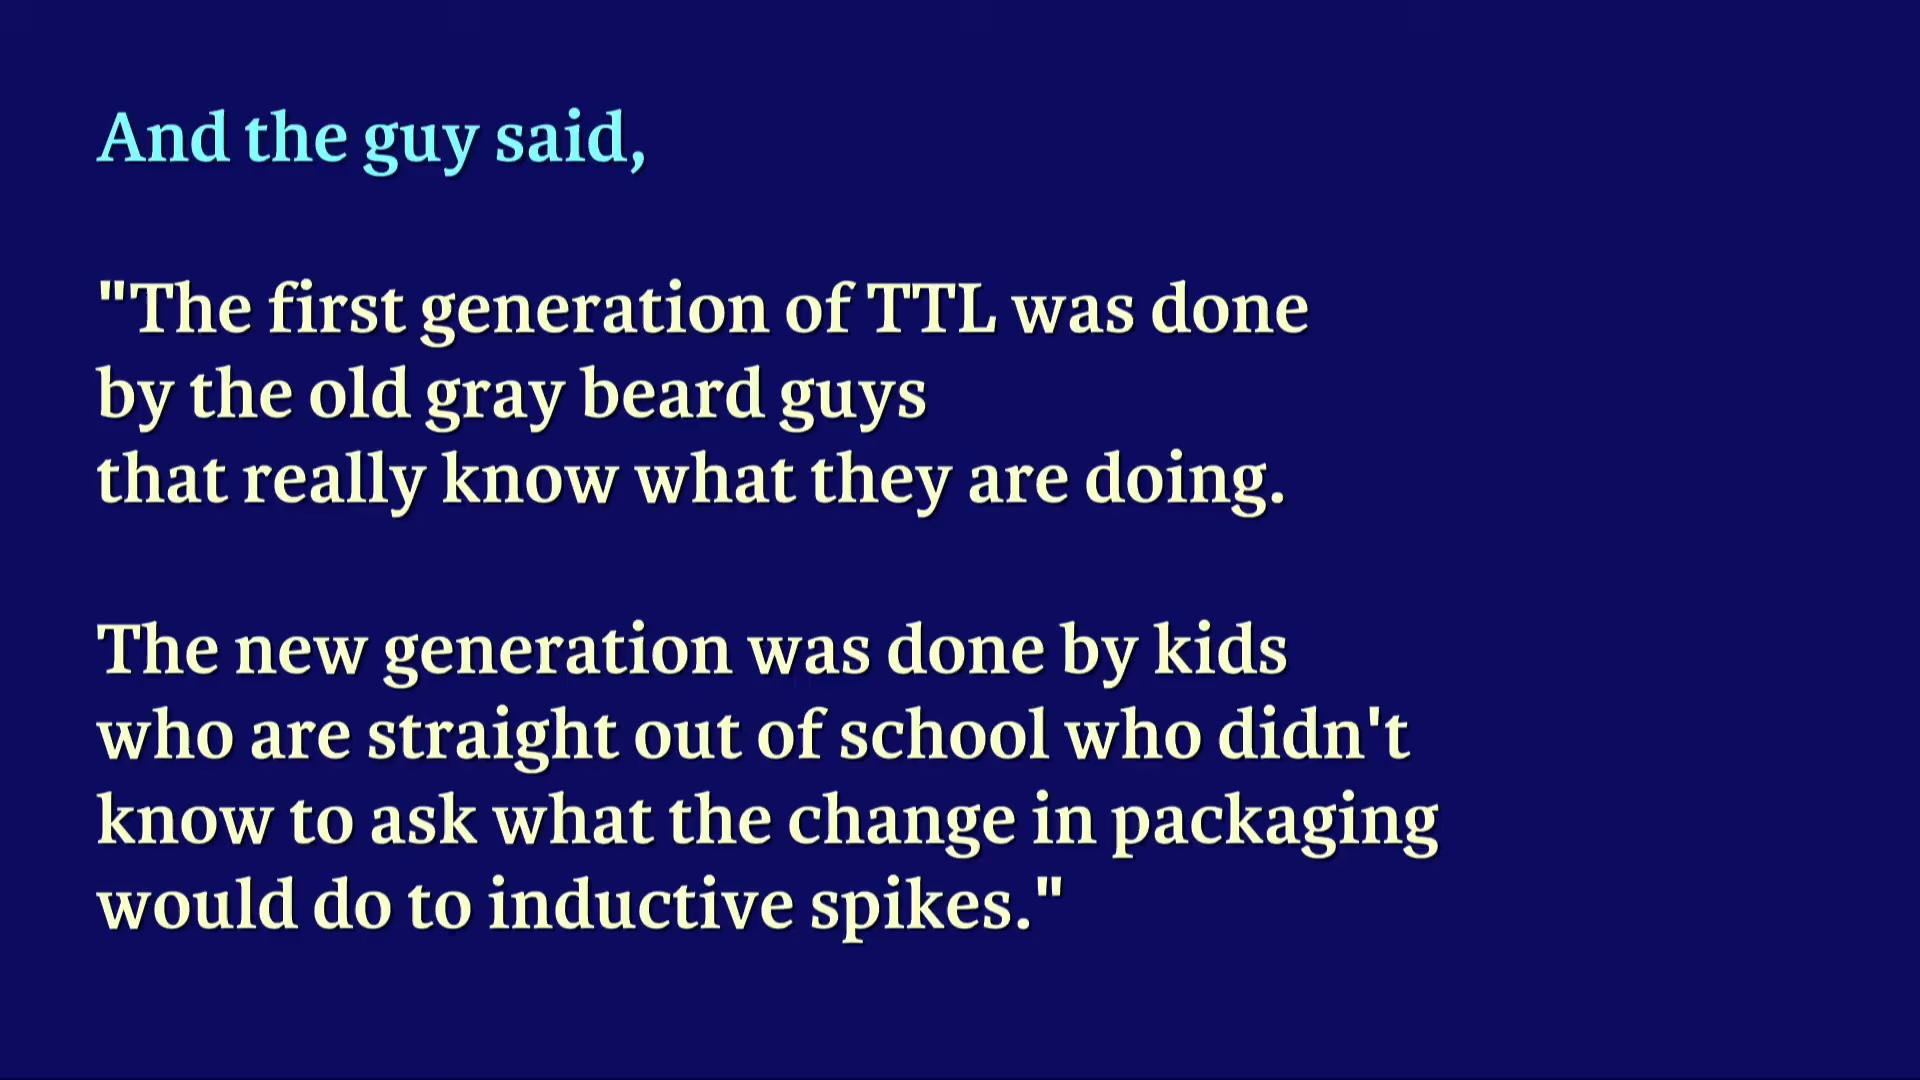 And the guy said,
"The first generation of TTL was done
by the old gray beard guys
that really know what they are doing.
The new generation was done by kids
who are straight out of school who didn't
know to ask what the change in packaging
would do to inductive spikes."